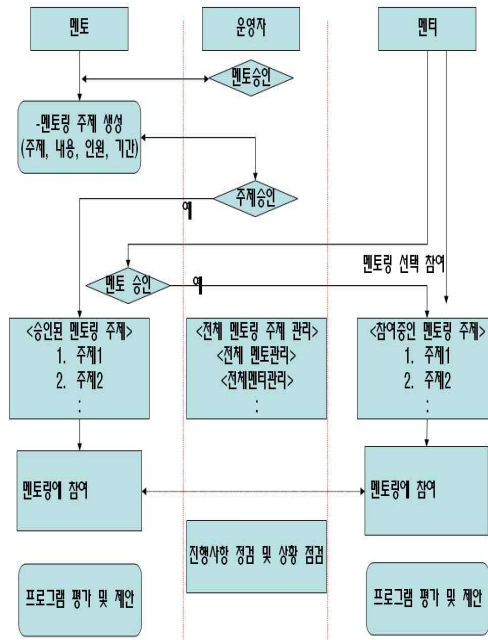 멘토
운영자
멘티
멘토승인
-멘토링 주제 생성
(주제, 내용, 인원, 기간)
주제승인
예
멘토링 선택 참여
멘토 승인
예
<승인된 멘토링 주제>
1. 주제1
2. 주제2
:
<전체 멘토링 주제 관리>
<전체 멘토관리>
<전체멘티관리>
:
<참여중인 멘토링 주제>
1. 주제1
2. 주제2
:
멘토링에 참여
멘토링에 참여
진행사항 점검 및 상황 점검
프로그램 평가 및 제안
프로그램 평가 및 제안